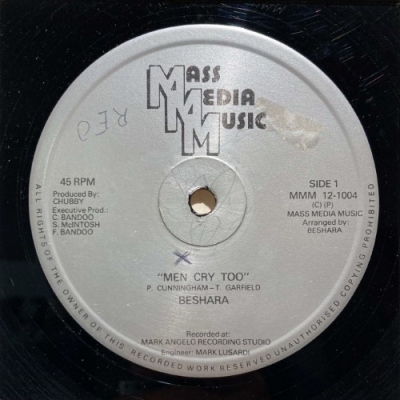 MASS
MEDIA
MUSIC
RED
45 RPM
Produced By:
CHUBBY
Executive Prod.:
C. BANDOO
S. McINTOSH
F. BANDOO
SIDE 1
MMM 12-1004
(C) (P)
MASS MEDIA MUSIC
Arranged by:
BESHARA
"MEN CRY TOO"
P. CUNNINGHAM - T. GARFIELD
BESHARA
Recorded at:
MARK ANGELO RECORDING STUDIO
Engineer: MARK LUSARDI
ALL RIGHTS OF THE OWNER OF THIS RECORDED WORK RESERVED UNAUTHORISED COPYING PROHIBITED